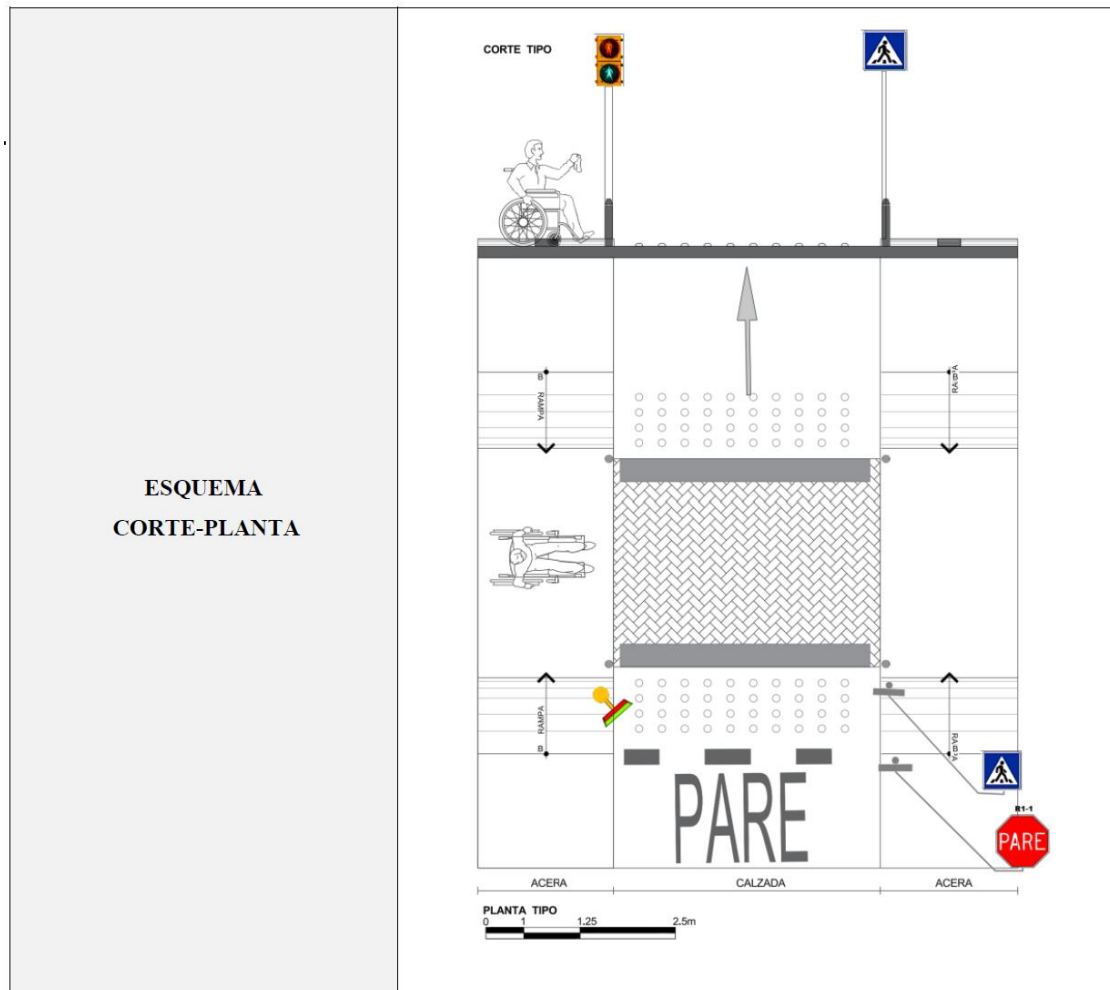 CORTE TIPO
ESQUEMA
CORTE-PLANTA
B
RAMPA
B
RAMPA
B
RAMPA
B
RAMPA
PARE
R1-1
PARE
ACERA
CALZADA
ACERA
PLANTA TIPO
0 1 1.25 2.5m